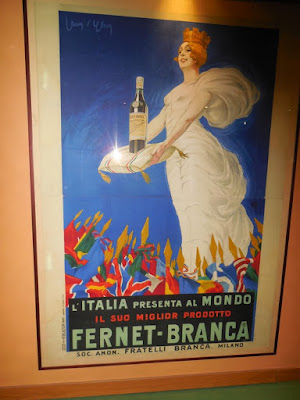 L'ITALIA PRESENTA AL MONDO
IL SUO MIGLIOR PRODOTTO
FERNET-BRANCA
SOC. ANON. FRATELLI BRANCA. MILANO